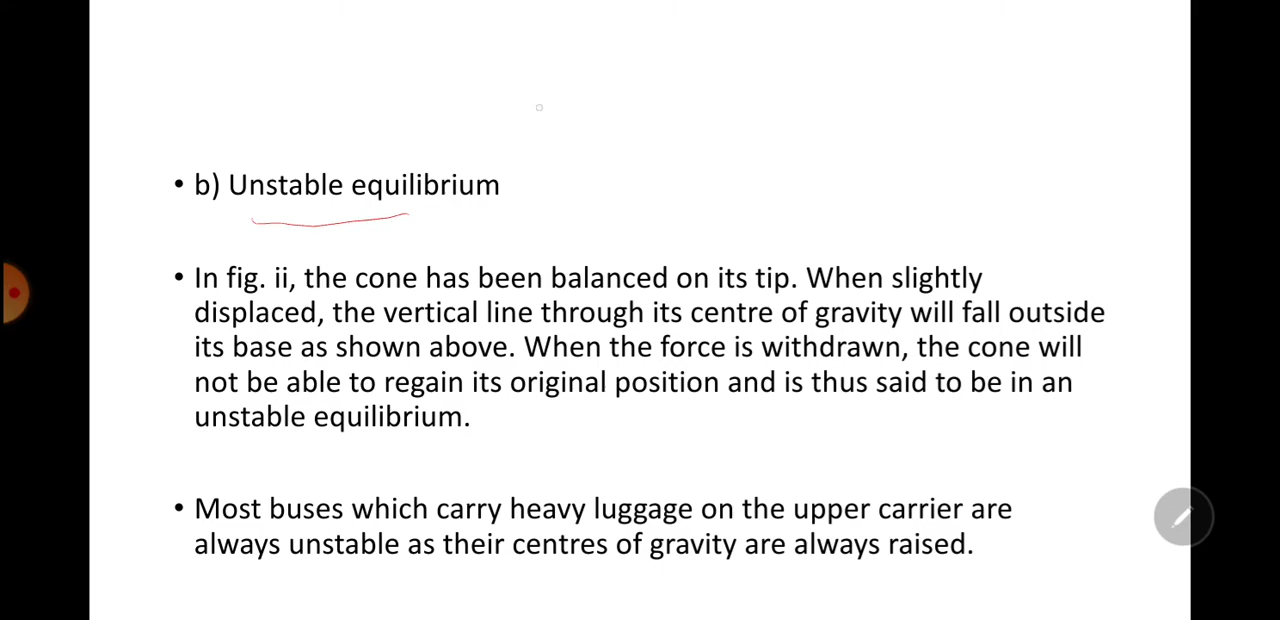 • b) Unstable equilibrium
• In fig. ii, the cone has been balanced on its tip. When slightly
displaced, the vertical line through its centre of gravity will fall outside
its base as shown above. When the force is withdrawn, the cone will
not be able to regain its original position and is thus said to be in an
unstable equilibrium.
• Most buses which carry heavy luggage on the upper carrier are
always unstable as their centres of gravity are always raised.